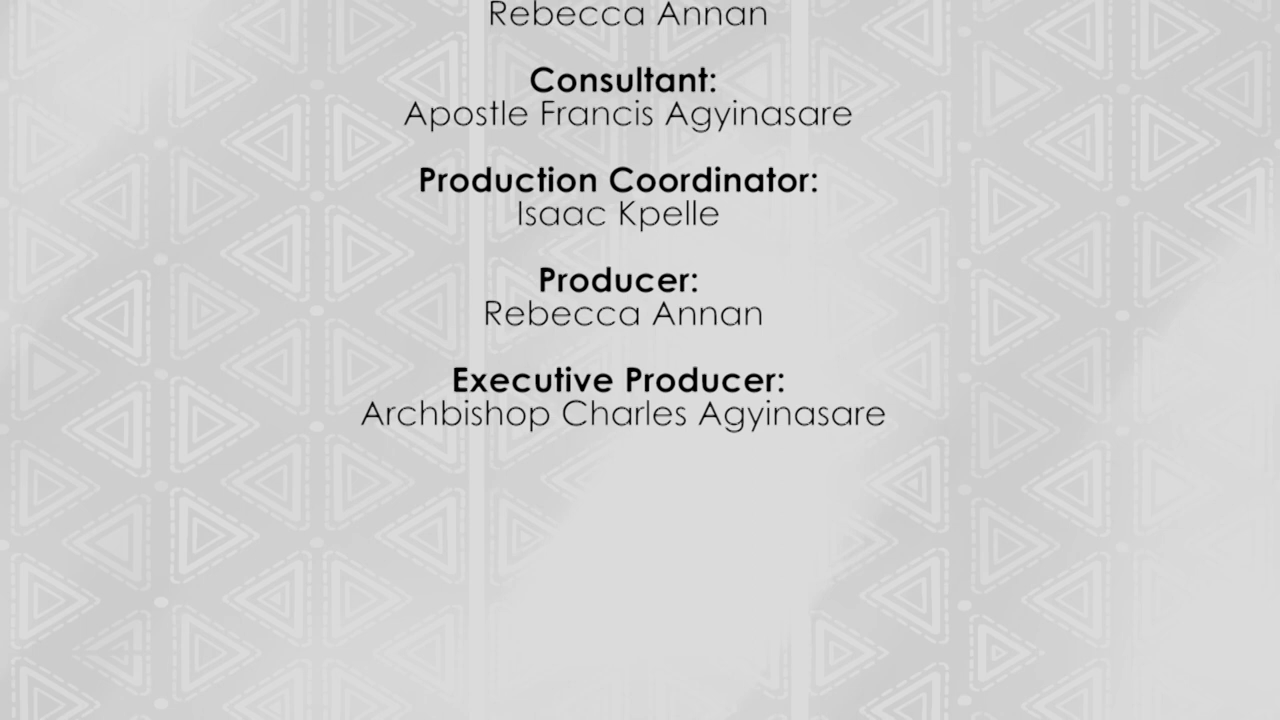 Rebecca Annan
Consultant:
Apostle Francis Agyinasare
Production Coordinator:
Isaac Kpelle
Producer:
Rebecca Annan
Executive Producer:
Archbishop Charles Agyinasare